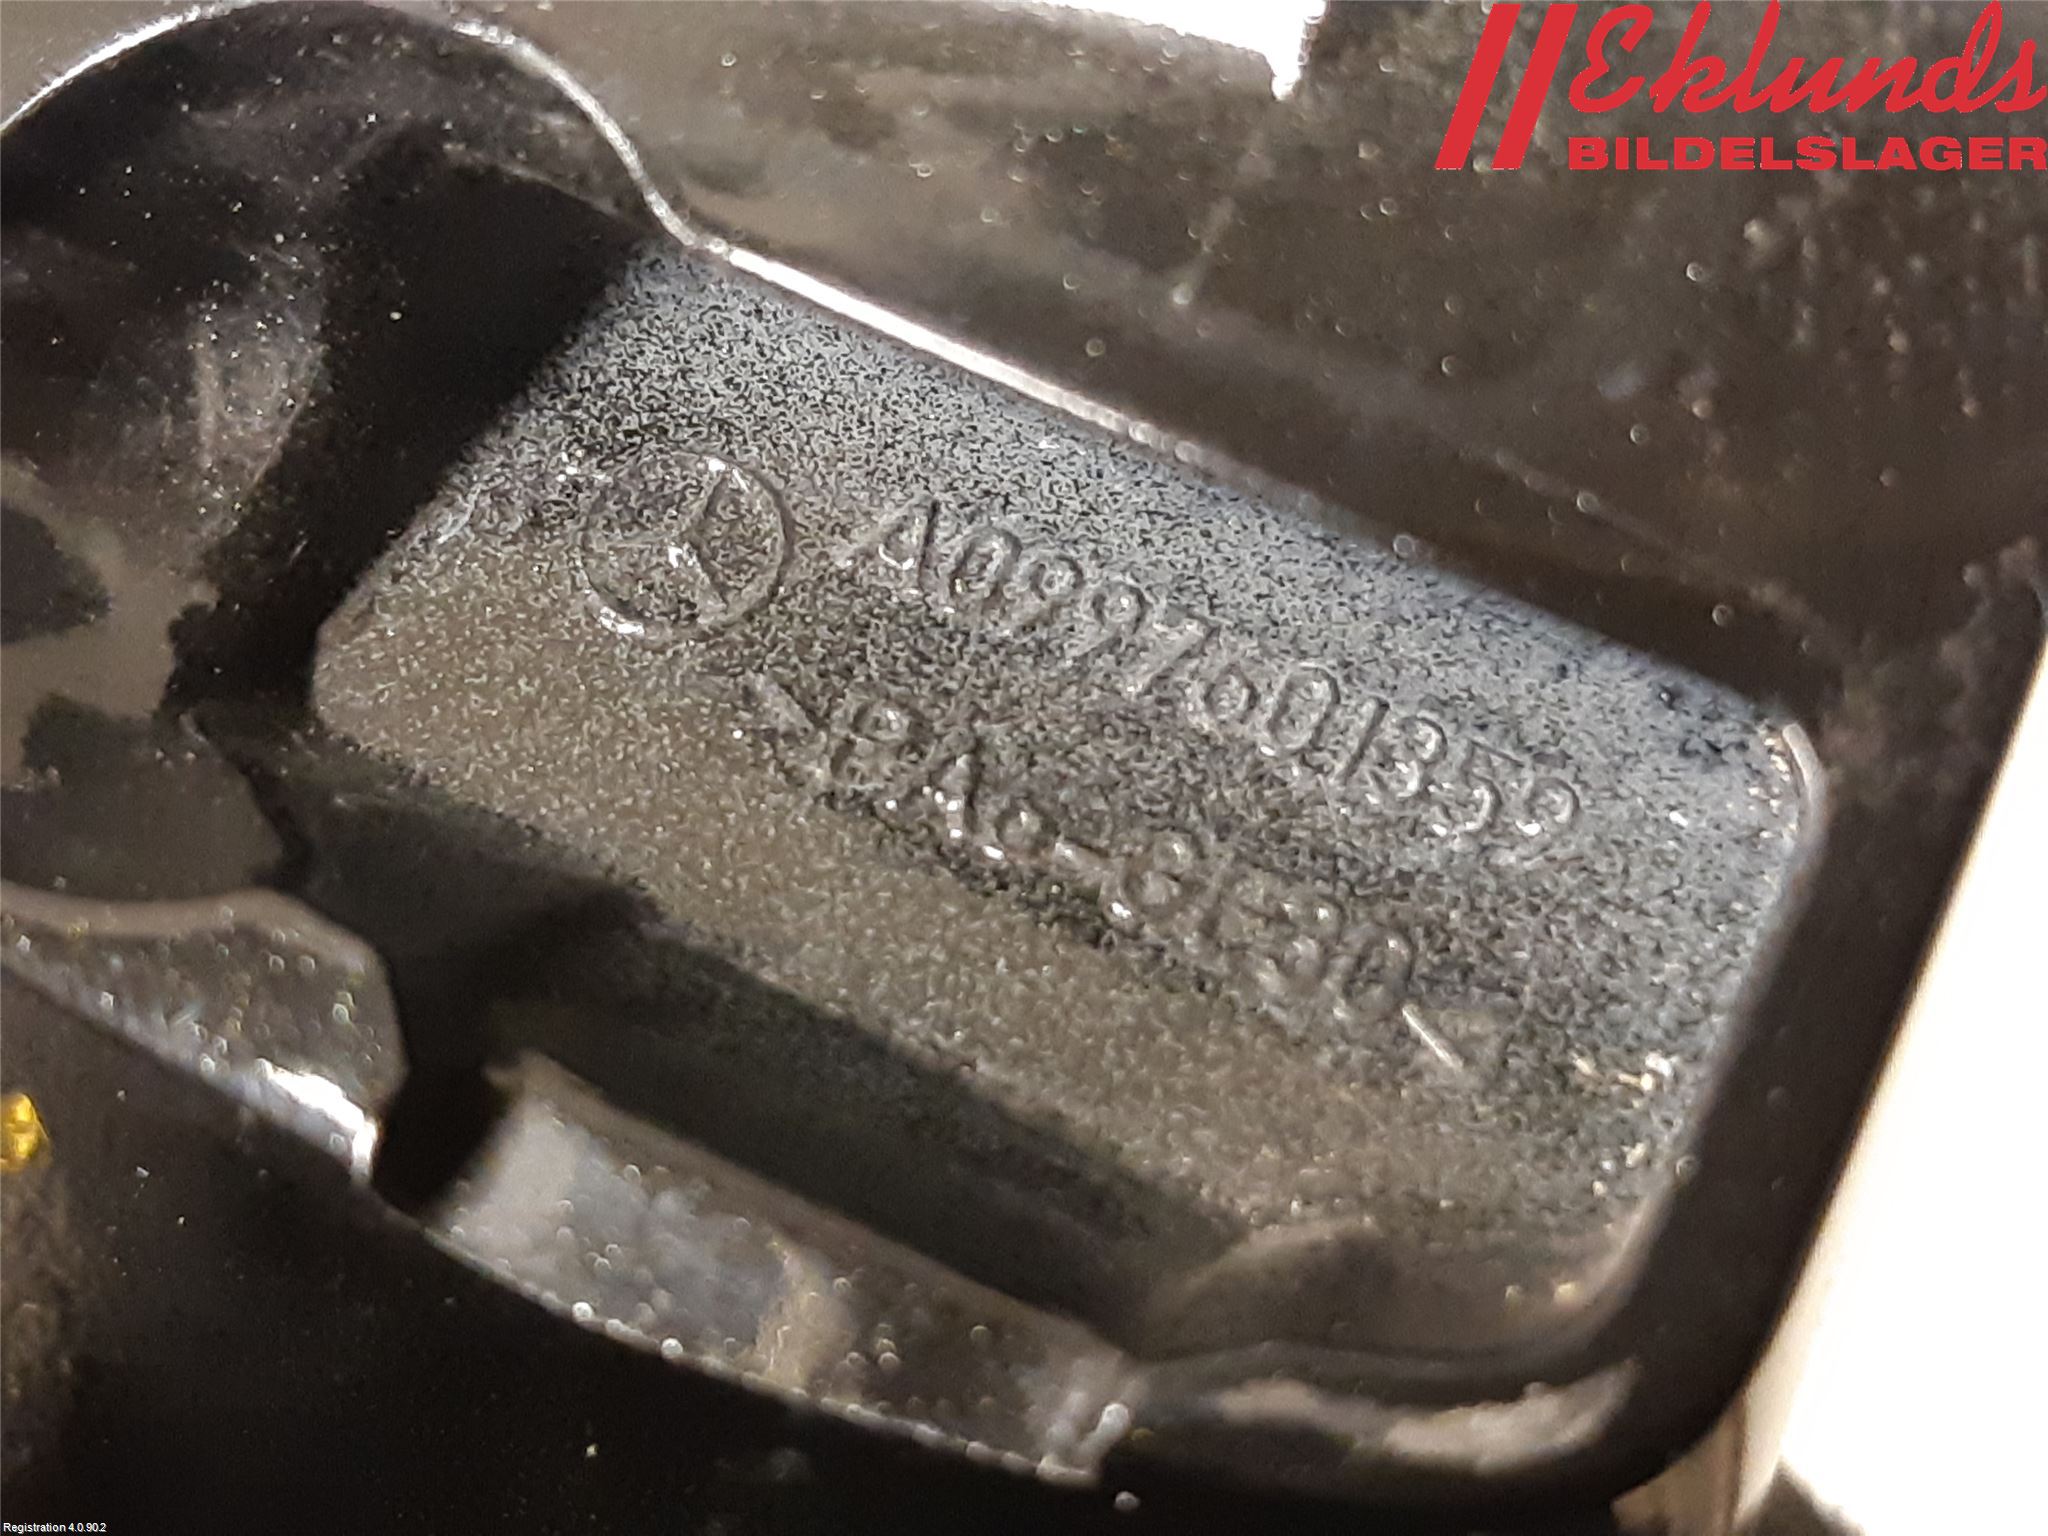 Eklunds
BILDELSLAGER
A0997601359
>PA6-GF30<
Registration 4.0.90.2